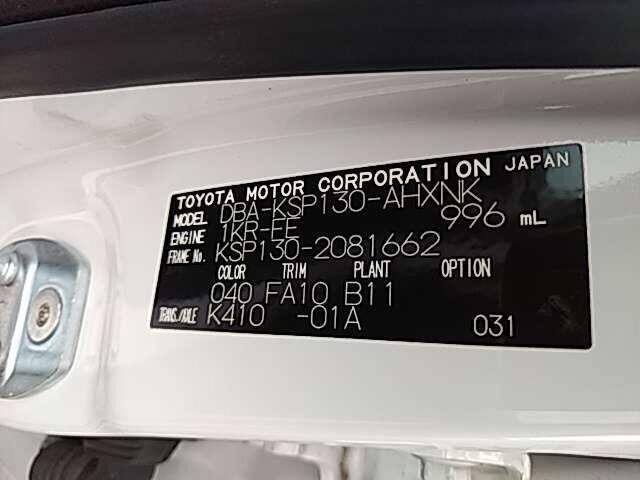 TOYOTA MOTOR CORPORATION JAPAN
MODEL DBA-KSP130-AHXNK
ENGINE 1KR-FE 996 mL
FRAME No. KSP130-2081662
COLOR TRIM PLANT OPTION
040 FA10 B11
TRANS./AXLE K410 -01A 031